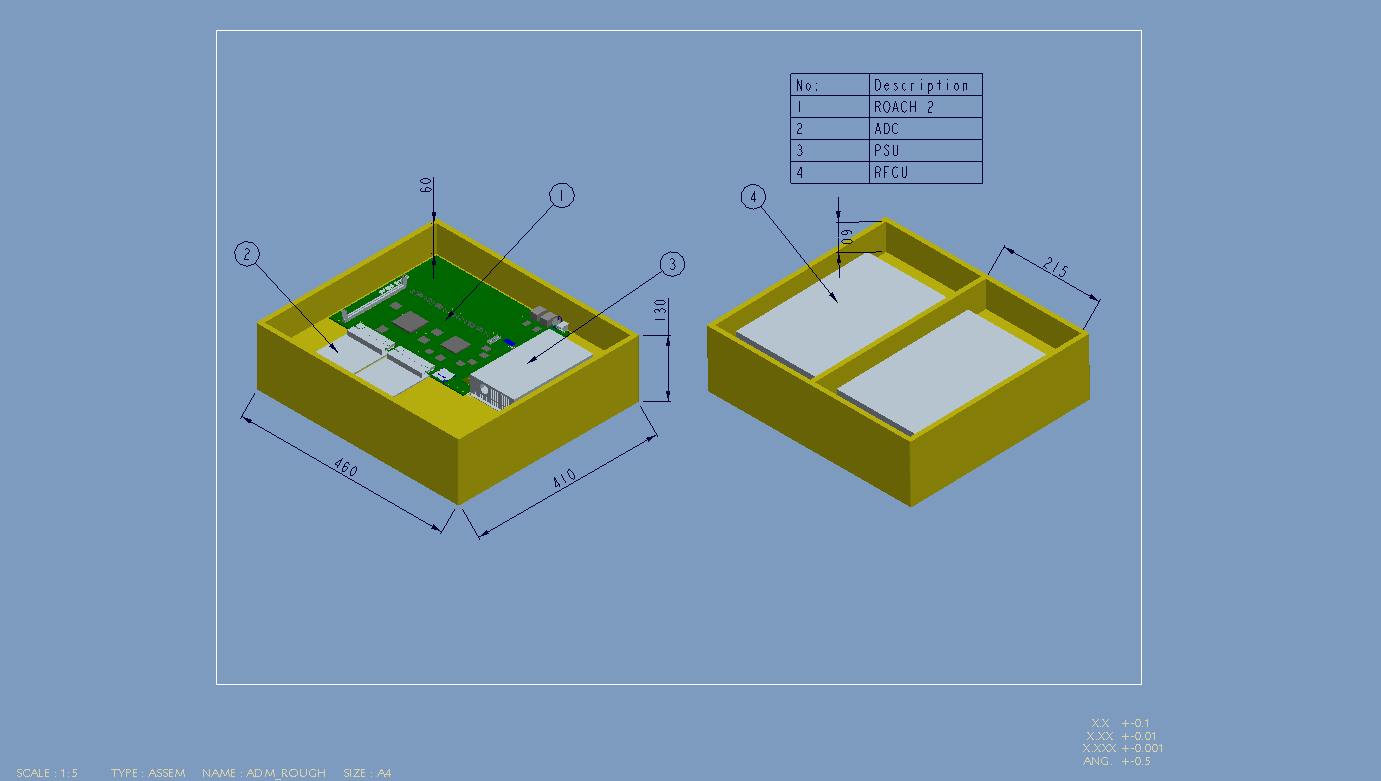 No: Description
1 ROACH 2
2 ADC
3 PSU
4 RFCU
60
1
2
3
130
460
410
4
60
215
X.X +-0.1
X.XX +-0.01
X.XXX +-0.001
ANG. +-0.5
SCALE : 1:5 TYPE : ASSEM NAME : ADM_ROUGH SIZE : A4